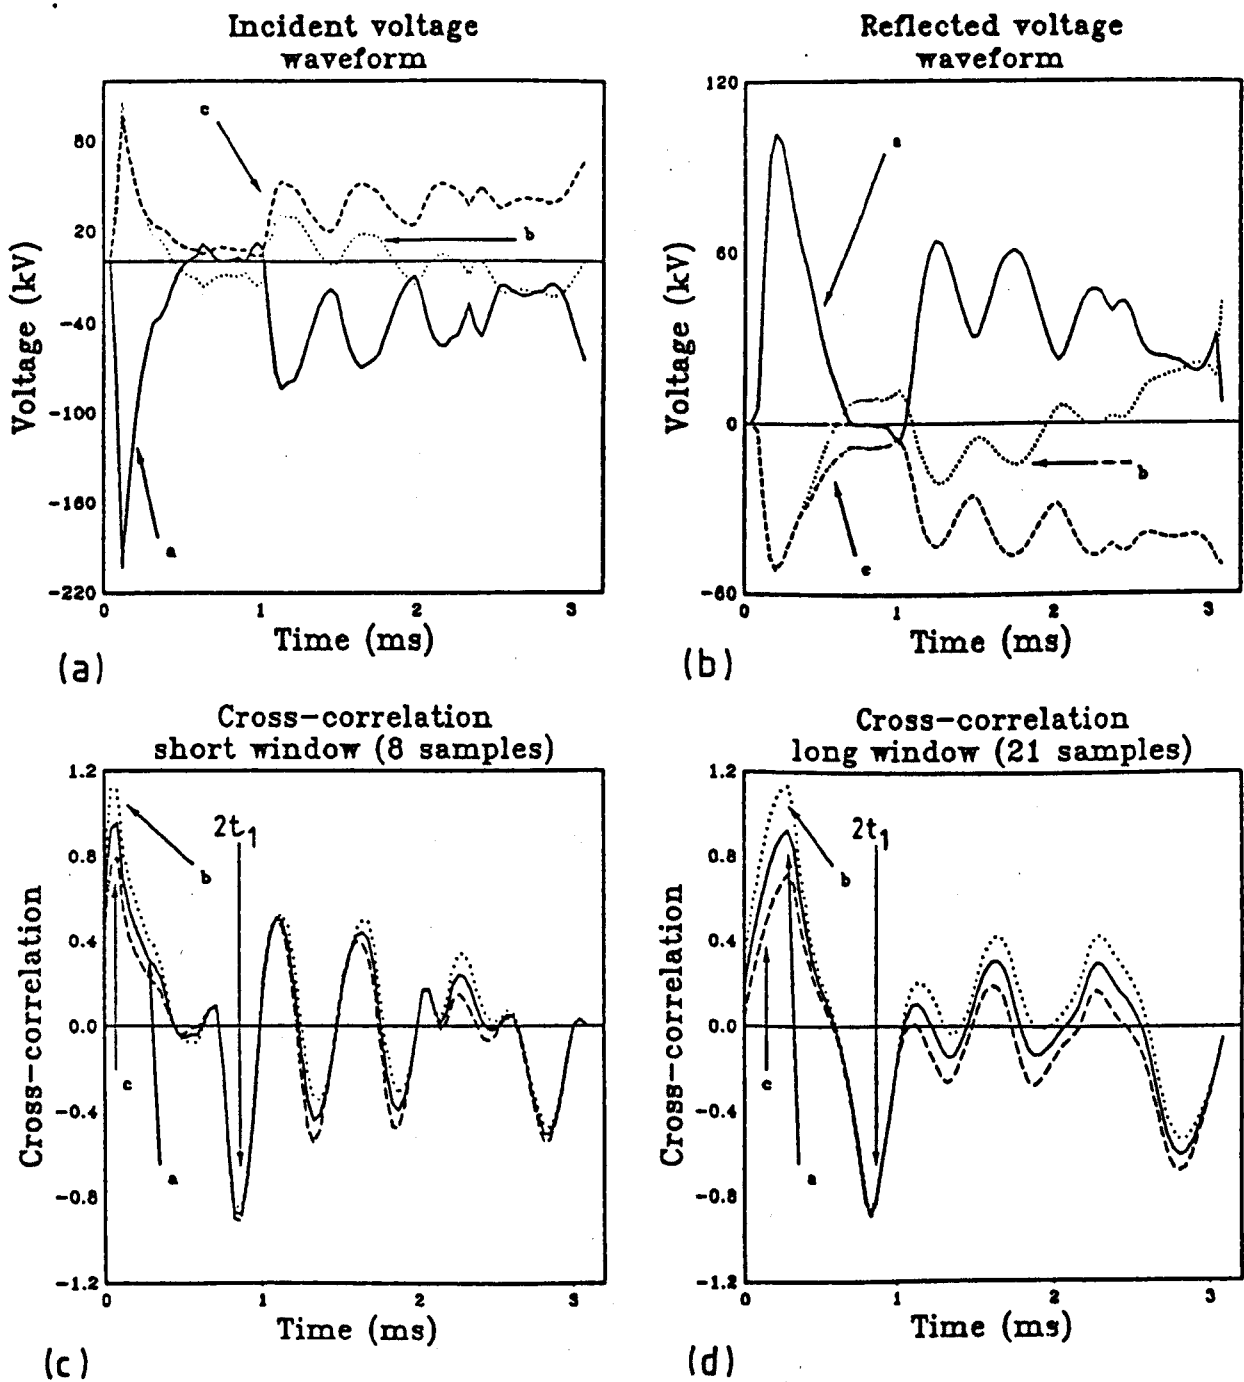 Incident voltage
waveform
Voltage (kV)
80
20
-40
-100
-160
-220
0 1 2 3
Time (ms)
c
b
a
(a)
Reflected voltage
waveform
Voltage (kV)
120
60
0
-60
0 1 2 3
Time (ms)
a
b
c
(b)
Cross-correlation
short window (8 samples)
Cross-correlation
1.2
0.8
0.4
0.0
-0.4
-0.8
-1.2
0 1 2 3
Time (ms)
2t1
b
c
a
(c)
Cross-correlation
long window (21 samples)
Cross-correlation
1.2
0.8
0.4
0.0
-0.4
-0.8
-1.2
0 1 2 3
Time (ms)
2t1
b
c
a
(d)